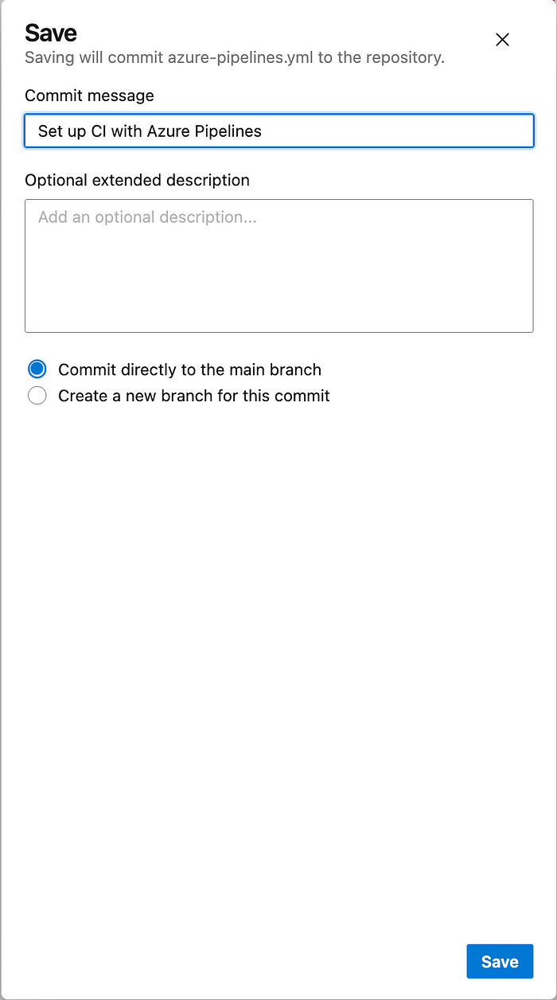 Save
Saving will commit azure-pipelines.yml to the repository.
Commit message
Set up CI with Azure Pipelines
Optional extended description
Add an optional description...
Commit directly to the main branch
Create a new branch for this commit
Save